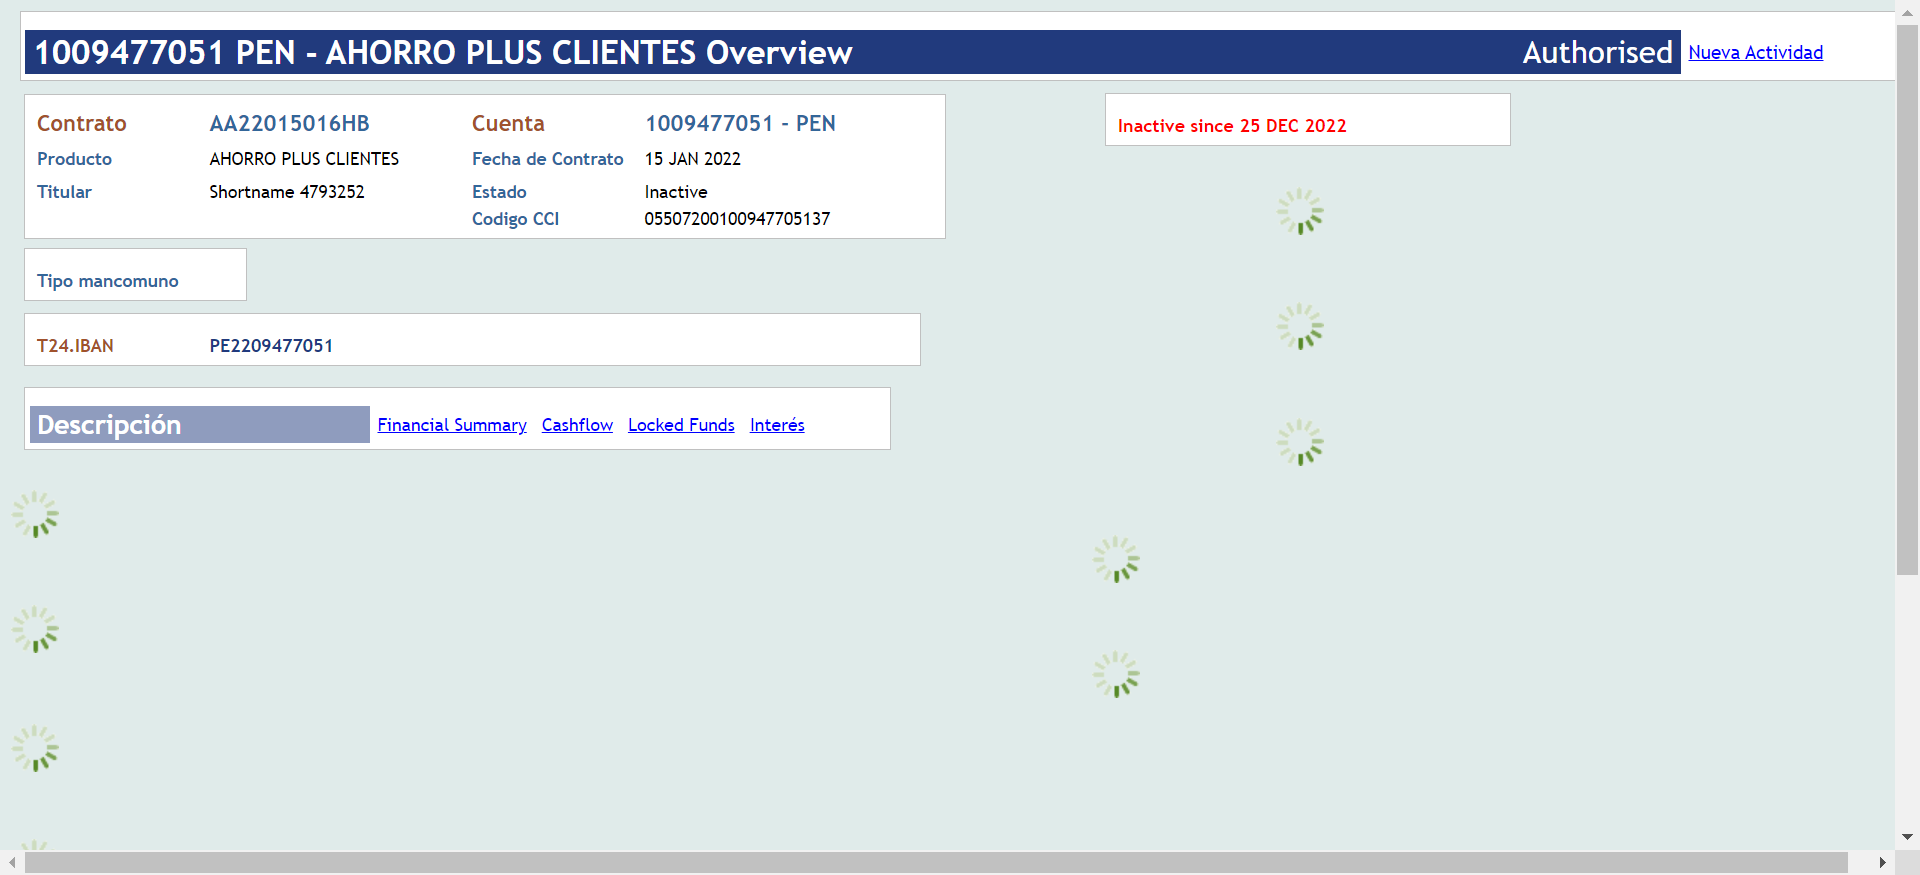 1009477051 PEN - AHORRO PLUS CLIENTES Overview Authorised Nueva Actividad
Contrato AA22015016HB Cuenta 1009477051 - PEN
Producto AHORRO PLUS CLIENTES Fecha de Contrato 15 JAN 2022
Titular Shortname 4793252 Estado Inactive
Codigo CCI 05507200100947705137
Inactive since 25 DEC 2022
Tipo mancomuno
T24.IBAN PE2209477051
Descripción Financial Summary Cashflow Locked Funds Interés